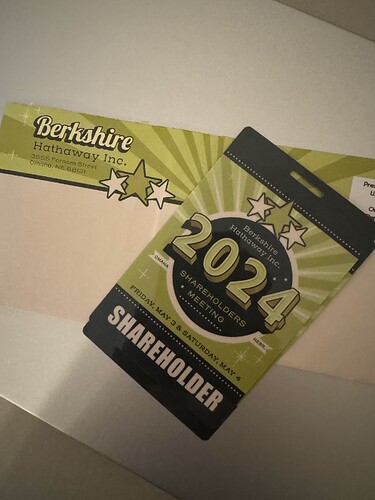 Berkshire
Hathaway Inc.
3555 Farnam Street
Omaha, NE 68131
Berkshire
Hathaway Inc.
2024
OMAHA
NEBR.
SHAREHOLDERS
MEETING
FRIDAY, MAY 3 & SATURDAY, MAY 4
SHAREHOLDER